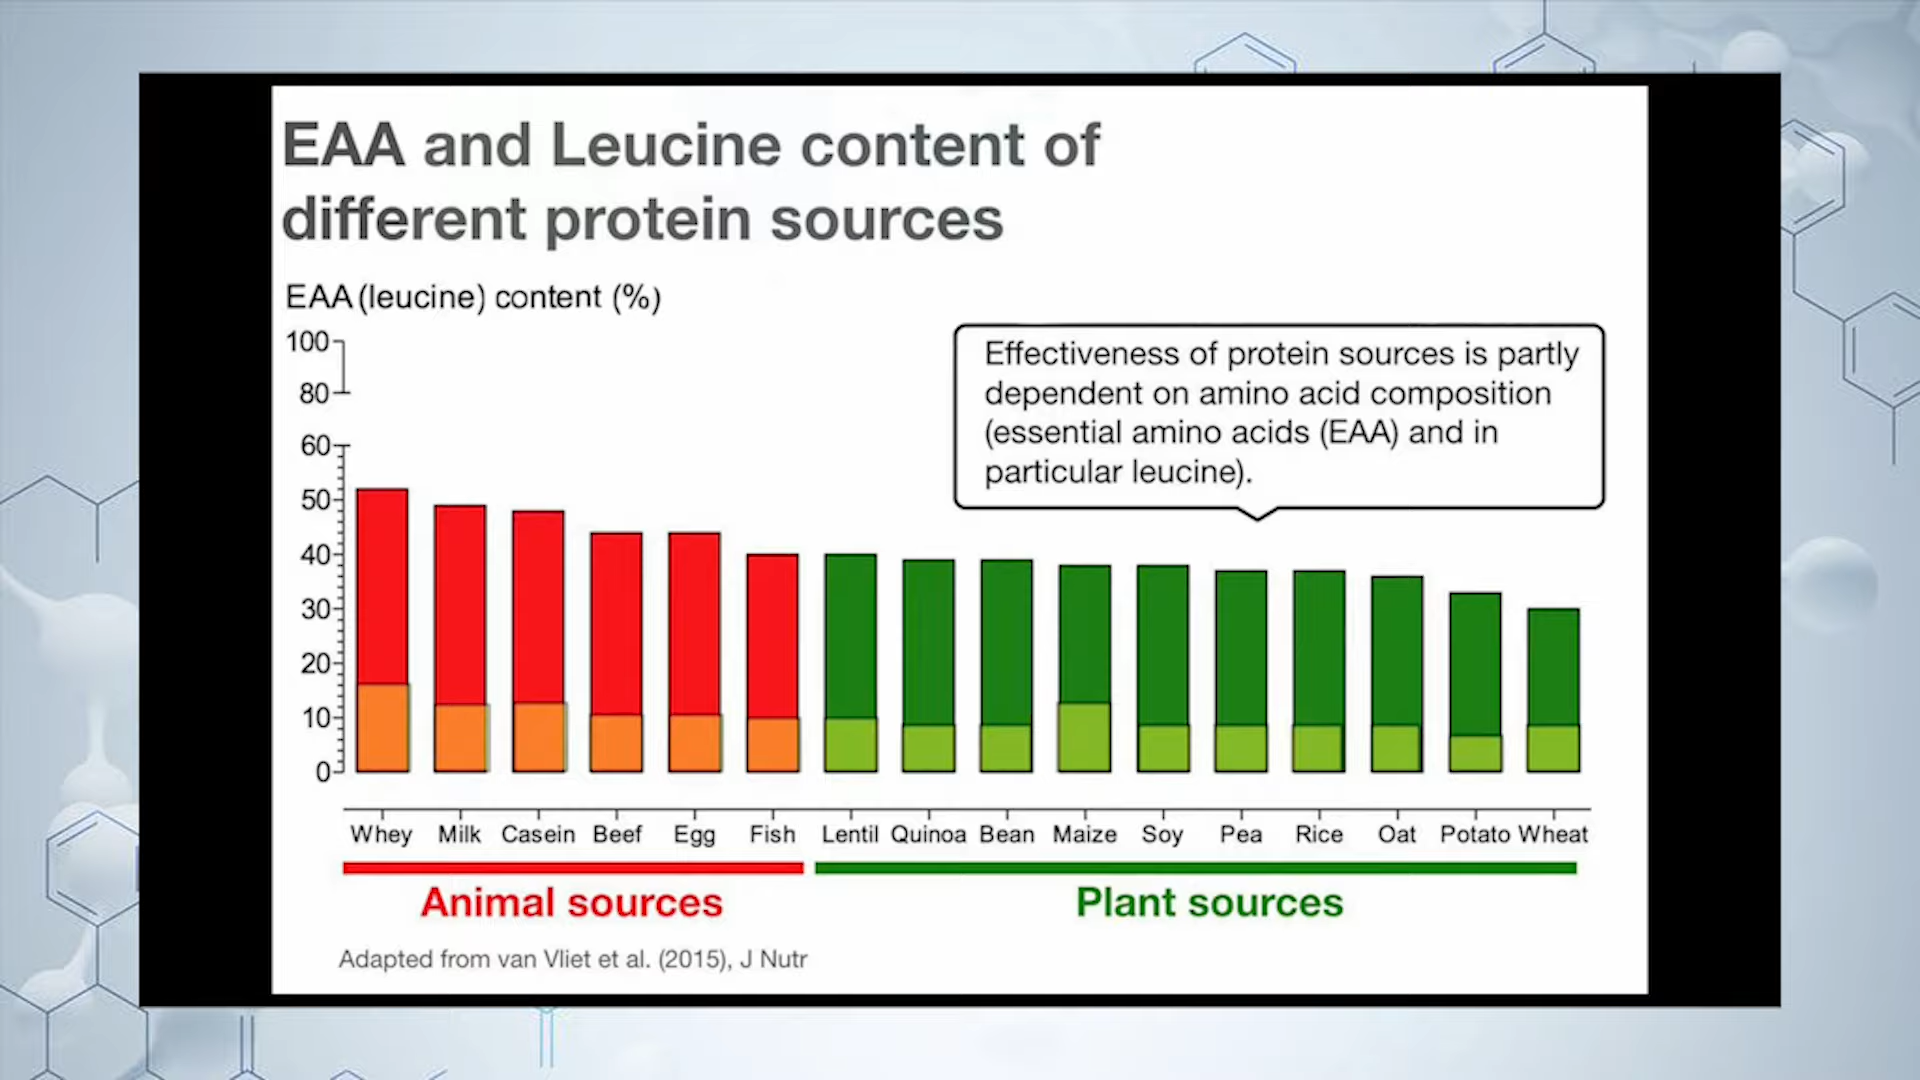 EAA and Leucine content of
different protein sources
EAA (leucine) content (%)
100
80
60
50
40
30
20
10
0
Effectiveness of protein sources is partly
dependent on amino acid composition
(essential amino acids (EAA) and in
particular leucine).
Whey Milk Casein Beef Egg Fish Lentil Quinoa Bean Maize Soy Pea Rice Oat Potato Wheat
Animal sources Plant sources
Adapted from van Vliet et al. (2015), J Nutr